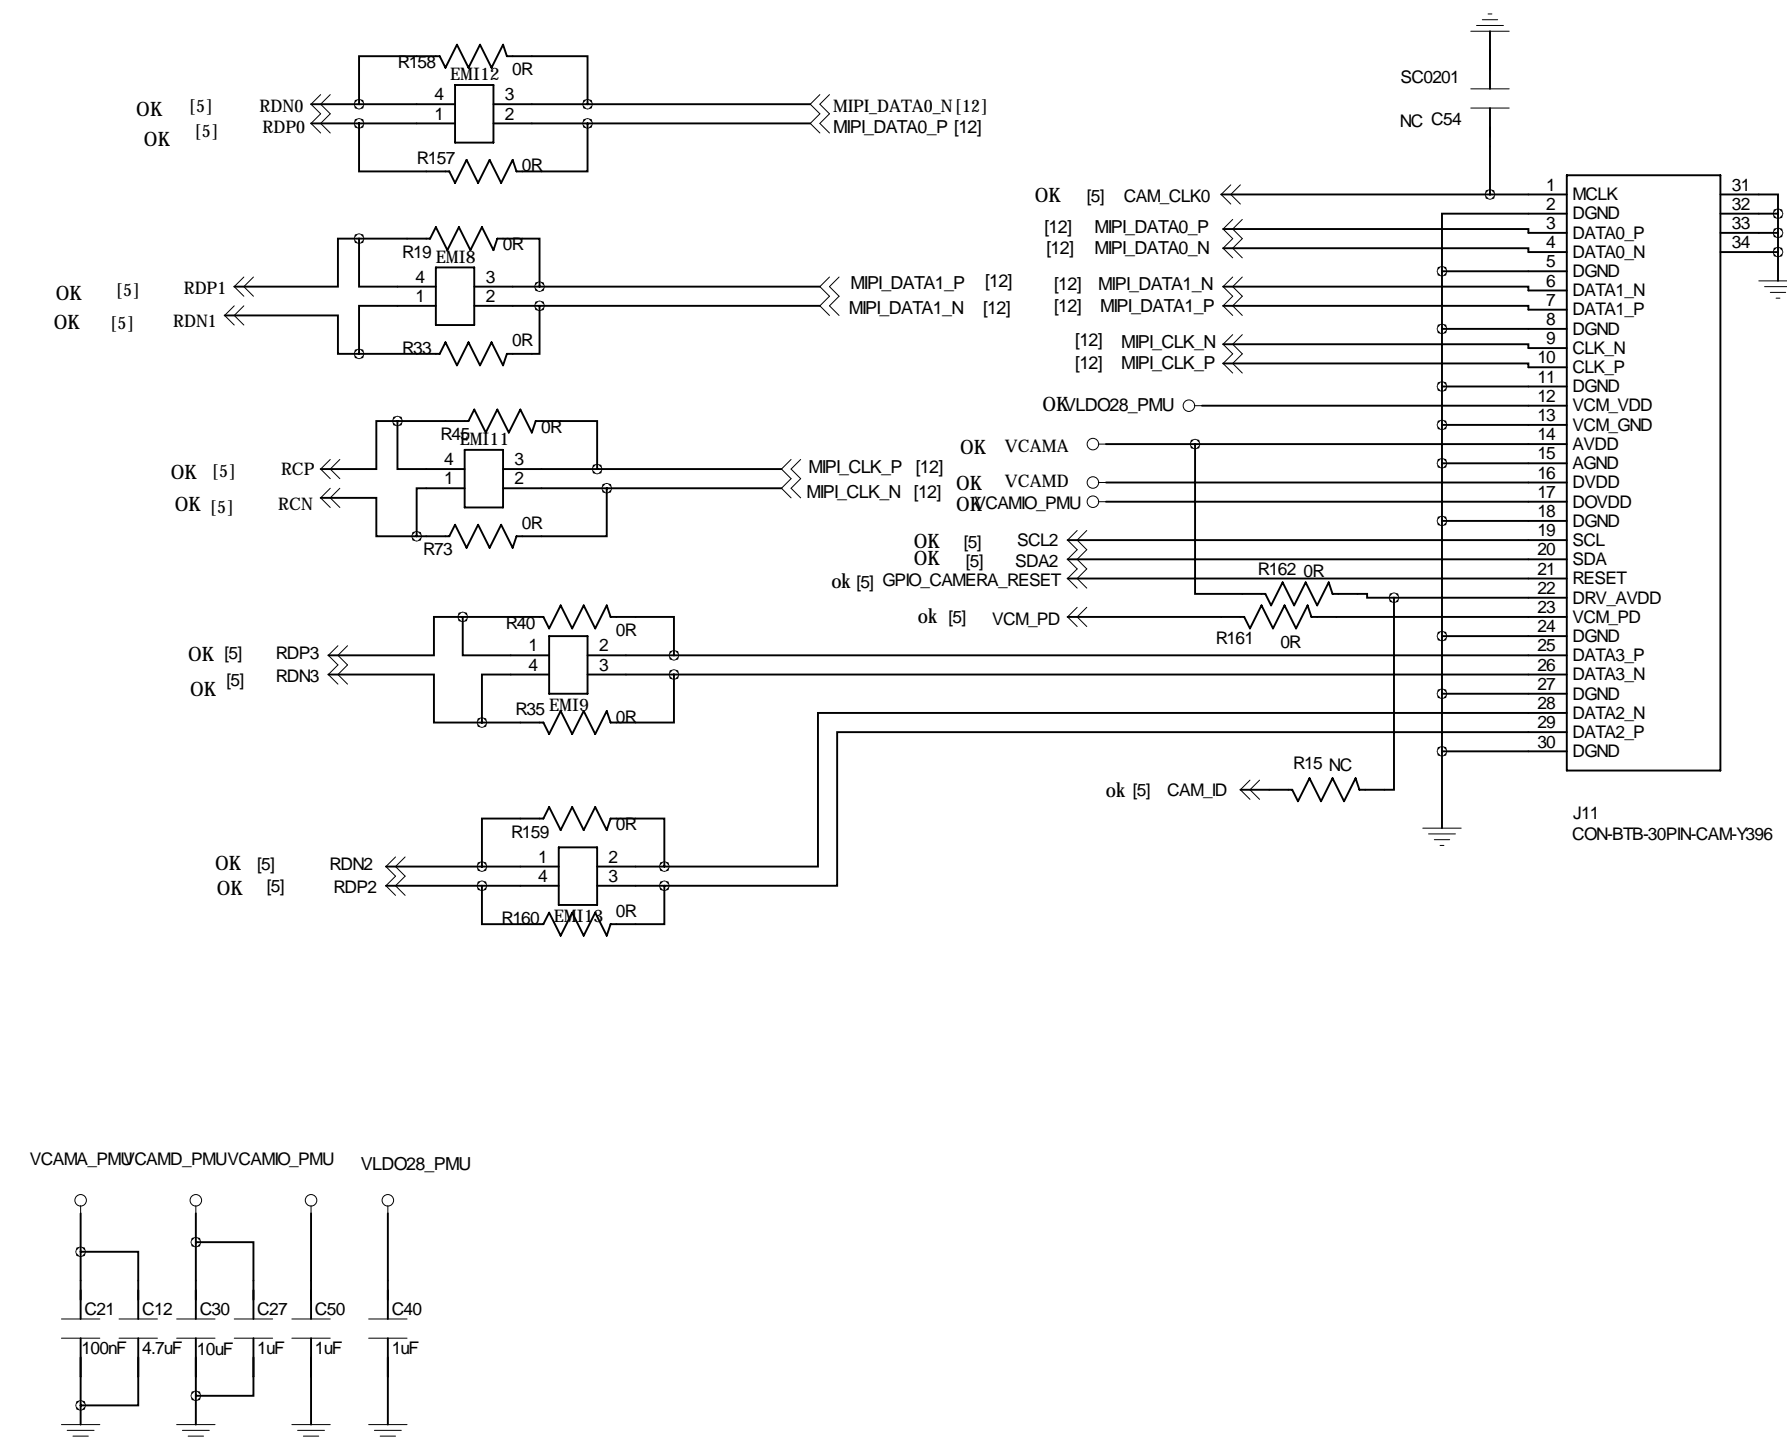 R158 0R
EMI12
OK [5] RDN0 4 3 MIPI_DATA0_N [12]
OK [5] RDP0 1 2 MIPI_DATA0_P [12]
R157 0R
R19 0R
EMI8
OK [5] RDP1 4 3 MIPI_DATA1_P [12]
OK [5] RDN1 1 2 MIPI_DATA1_N [12]
R33 0R
R45 0R
EMI11
OK [5] RCP 4 3 MIPI_CLK_P [12]
OK [5] RCN 1 2 MIPI_CLK_N [12]
R73 0R
R40 0R
OK [5] RDP3 1 2
OK [5] RDN3 4 3
R35 EMI9 0R
R159 0R
OK [5] RDN2 1 2
OK [5] RDP2 4 3
R160 EMI13 0R
SC0201
NC C54
OK [5] CAM_CLK0 1 MCLK 31
2 DGND 32
[12] MIPI_DATA0_P 3 DATA0_P 33
[12] MIPI_DATA0_N 4 DATA0_N 34
5 DGND
[12] MIPI_DATA1_N 6 DATA1_N
[12] MIPI_DATA1_P 7 DATA1_P
8 DGND
[12] MIPI_CLK_N 9 CLK_N
[12] MIPI_CLK_P 10 CLK_P
11 DGND
OK VLDO28_PMU 12 VCM_VDD
13 VCM_GND
OK VCAMA 14 AVDD
15 AGND
OK VCAMD 16 DVDD
OK VCAMIO_PMU 17 DOVDD
18 DGND
OK [5] SCL2 19 SCL
OK [5] SDA2 20 SDA
ok [5] GPIO_CAMERA_RESET 21 RESET
R162 0R 22 DRV_AVDD
ok [5] VCM_PD 23 VCM_PD
R161 0R
24 DGND
25 DATA3_P
26 DATA3_N
27 DGND
28 DATA2_N
29 DATA2_P
30 DGND
R15 NC
ok [5] CAM_ID
J11
CON-BTB-30PIN-CAM-Y396
VCAMA_PMU VCAMD_PMU VCAMIO_PMU VLDO28_PMU
C21 C12 C30 C27 C50 C40
100nF 4.7uF 10uF 1uF 1uF 1uF